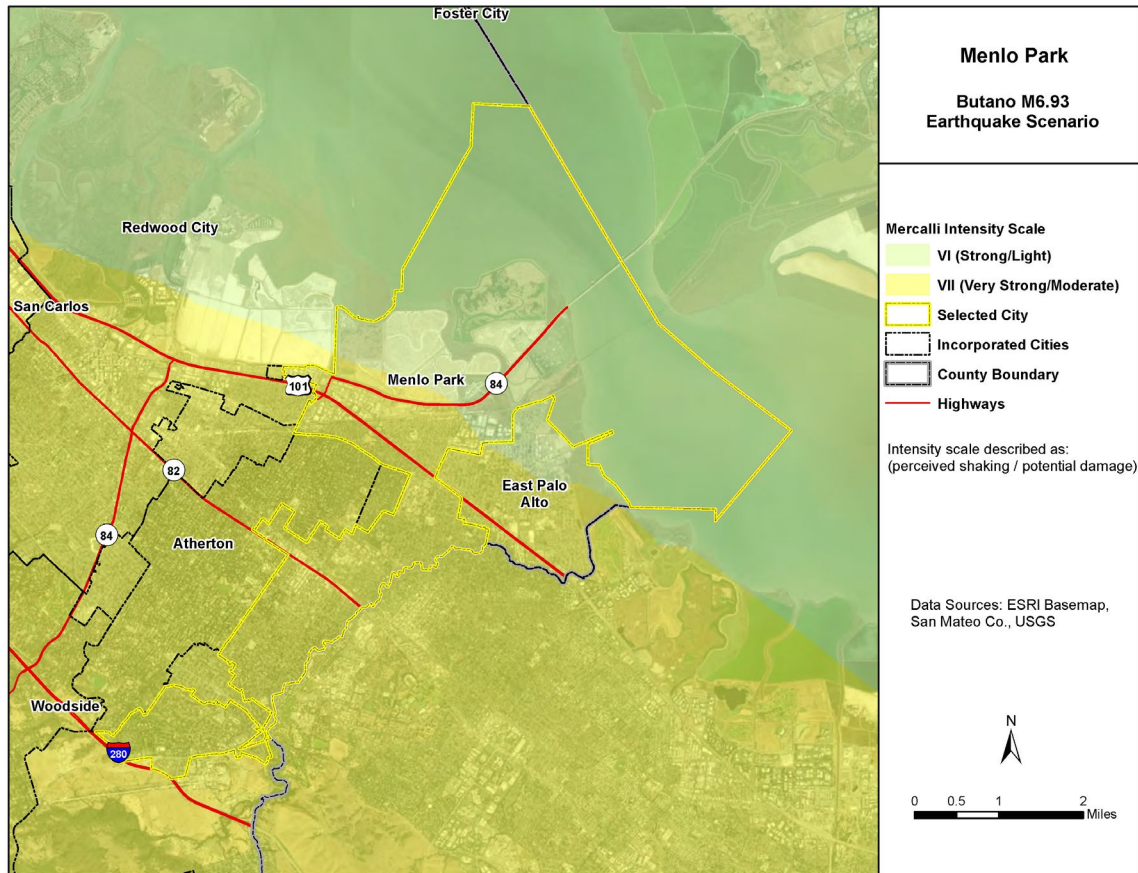 Foster City
Redwood City
San Carlos
101
Menlo Park
84
82
East Palo
Alto
84
Atherton
Woodside
280
Menlo Park
Butano M6.93
Earthquake Scenario
Mercalli Intensity Scale
VI (Strong/Light)
VII (Very Strong/Moderate)
Selected City
Incorporated Cities
County Boundary
Highways
Intensity scale described as:
(perceived shaking / potential damage)
Data Sources: ESRI Basemap,
San Mateo Co., USGS
N
0 0.5 1 2
Miles